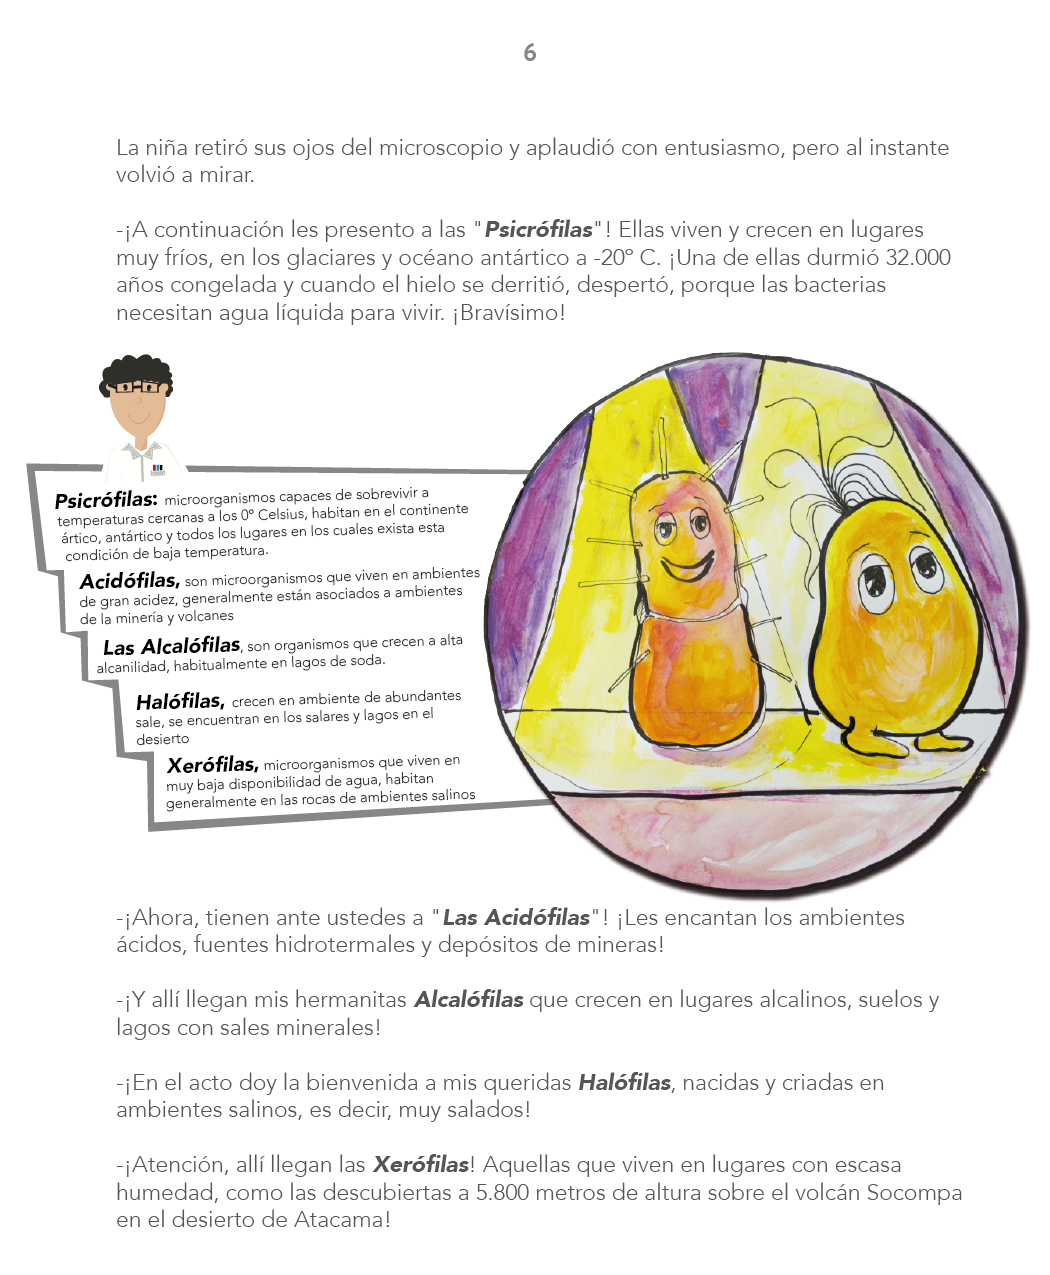 6
La niña retiró sus ojos del microscopio y aplaudió con entusiasmo, pero al instante
volvió a mirar.
-¡A continuación les presento a las "Psicrófilas"! Ellas viven y crecen en lugares
muy fríos, en los glaciares y océano antártico a -20º C. ¡Una de ellas durmió 32.000
años congelada y cuando el hielo se derritió, despertó, porque las bacterias
necesitan agua líquida para vivir. ¡Bravísimo!
Psicrófilas: microorganismos capaces de sobrevivir a
temperaturas cercanas a los 0º Celsius, habitan en el continente
ártico, antártico y todos los lugares en los cuales exista esta
condición de baja temperatura.
Acidófilas, son microorganismos que viven en ambientes
de gran acidez, generalmente están asociados a ambientes
de la minería y volcanes
Las Alcalófilas, son organismos que crecen a alta
alcanilidad, habitualmente en lagos de soda.
Halófilas, crecen en ambiente de abundantes
sale, se encuentran en los salares y lagos en el
desierto
Xerófilas, microorganismos que viven en
muy baja disponibilidad de agua, habitan
generalmente en las rocas de ambientes salinos
-¡Ahora, tienen ante ustedes a "Las Acidófilas"! ¡Les encantan los ambientes
ácidos, fuentes hidrotermales y depósitos de mineras!
-¡Y allí llegan mis hermanitas Alcalófilas que crecen en lugares alcalinos, suelos y
lagos con sales minerales!
-¡En el acto doy la bienvenida a mis queridas Halófilas, nacidas y criadas en
ambientes salinos, es decir, muy salados!
-¡Atención, allí llegan las Xerófilas! Aquellas que viven en lugares con escasa
humedad, como las descubiertas a 5.800 metros de altura sobre el volcán Socompa
en el desierto de Atacama!